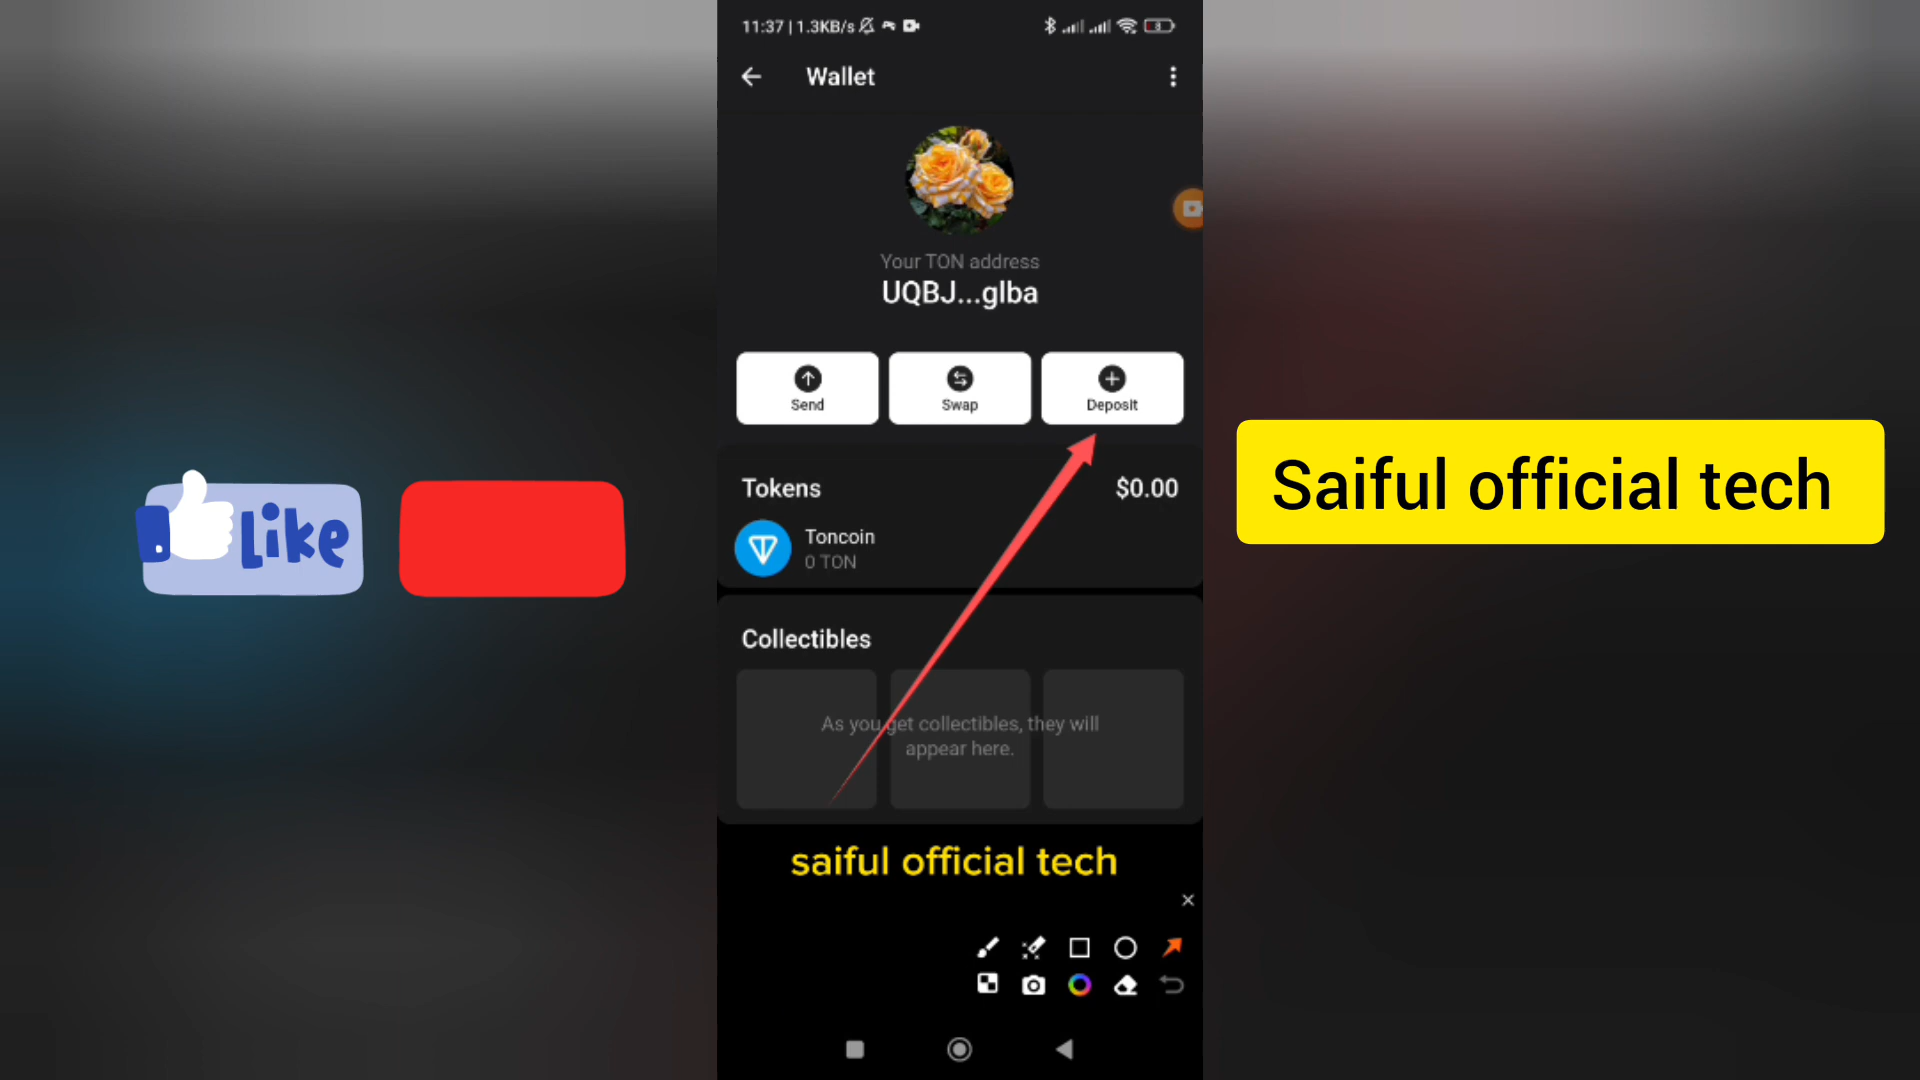 11:37 | 1.3KB/s
8
Wallet
Your TON address
UQBJ...glba
Send
Swap
Deposit
Tokens
$0.00
Toncoin
0 TON
Collectibles
As you get collectibles, they will
appear here.
saiful official tech
Like
Saiful official tech